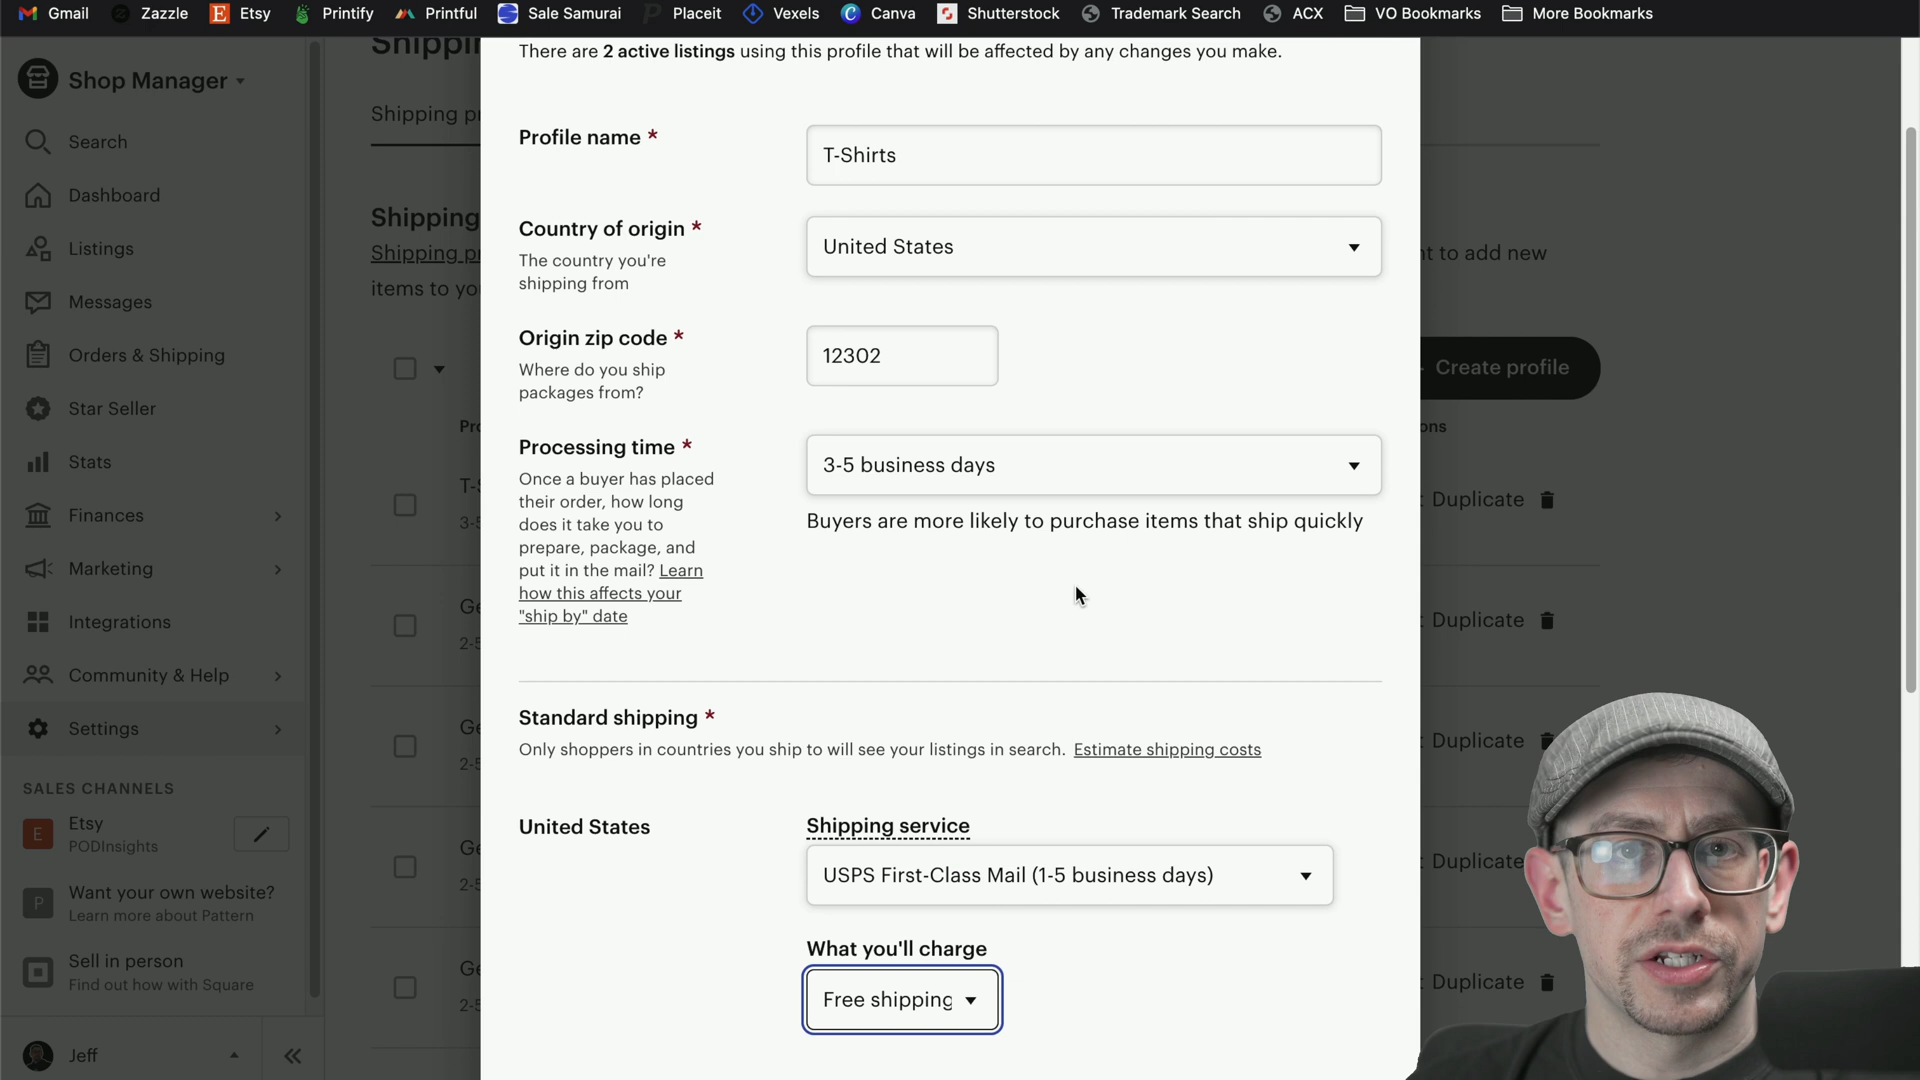 Gmail
Zazzle
Etsy
Printify
Printful
Sale Samurai
Placeit
Vexels
Canva
Shutterstock
Trademark Search
ACX
VO Bookmarks
More Bookmarks
Shop Manager
Search
Dashboard
Listings
Messages
Orders & Shipping
Star Seller
Stats
Finances
Marketing
Integrations
Community & Help
Settings
SALES CHANNELS
E
Etsy
PODInsights
P
Want your own website?
Learn more about Pattern
Sell in person
Find out how with Square
Jeff
Shipping
Shipping
items to
There are 2 active listings using this profile that will be affected by any changes you make.
Profile name *
T-Shirts
Country of origin *
The country you're
shipping from
United States
Origin zip code *
Where do you ship
packages from?
12302
Processing time *
Once a buyer has placed
their order, how long
does it take you to
prepare, package, and
put it in the mail? Learn
how this affects your
"ship by" date
3-5 business days
Buyers are more likely to purchase items that ship quickly
Standard shipping *
Only shoppers in countries you ship to will see your listings in search. Estimate shipping costs
United States
Shipping service
USPS First-Class Mail (1-5 business days)
What you'll charge
Free shipping
to add new
Create profile
Duplicate
Duplicate
Duplicate
Duplicate
Duplicate